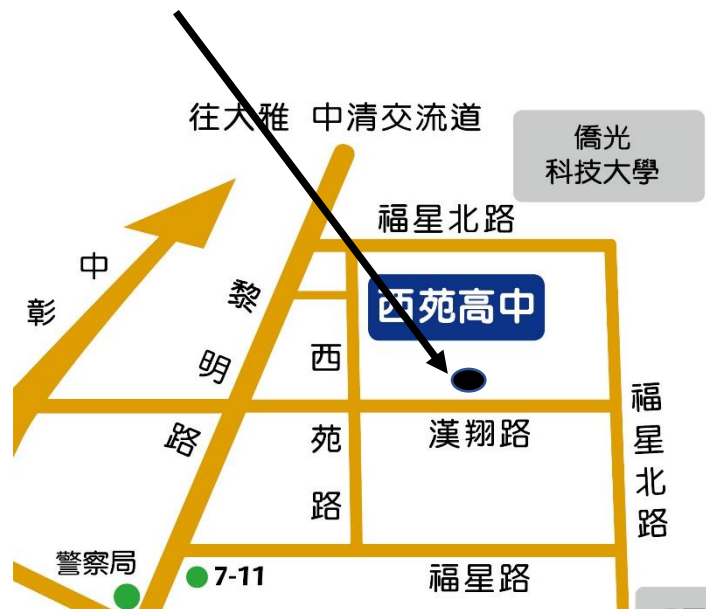 往大雅 中清交流道
僑光
科技大學
福星北路
中彰
西苑高中
黎明路
西苑路
漢翔路
福星北路
警察局
7-11
福星路